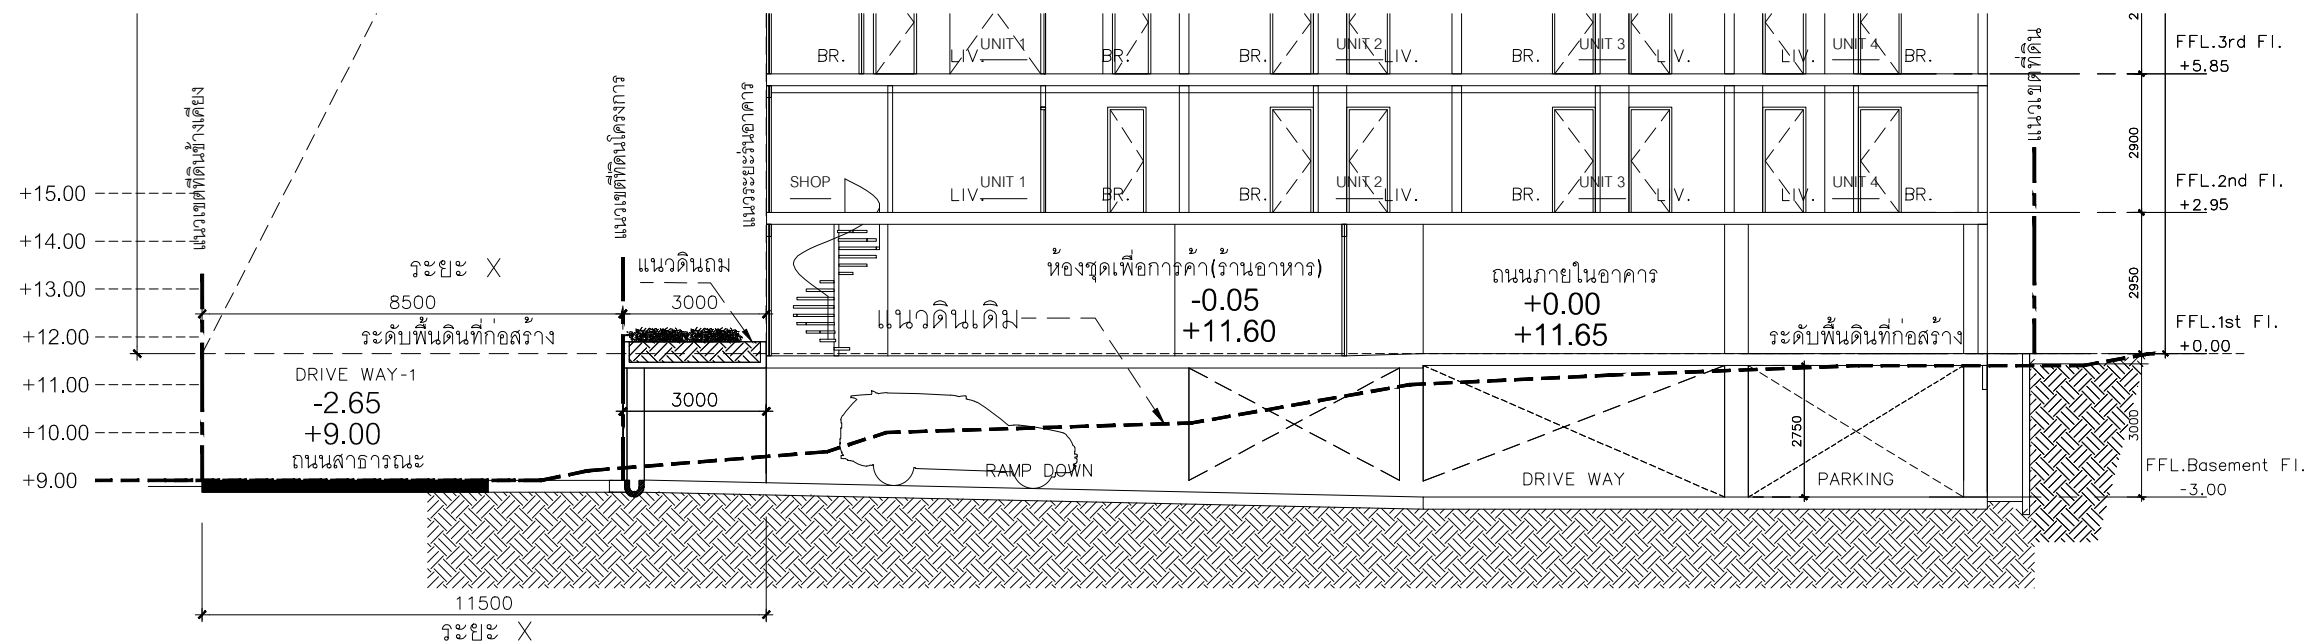 BR. LIV. UNIT 1 BR. BR. UNIT 2 LIV. BR. UNIT 3 LIV. LIV. UNIT 4 BR.
2
FFL.3rd Fl.
+5.85
แนวเขตที่ดินข้างเคียง
แนวเขตที่ดินโครงการ
แนวระยะร่นอาคาร
แนวเขตที่ดิน
2900
SHOP LIV. UNIT 1 BR. BR. UNIT 2 LIV. BR. UNIT 3 LIV. LIV. UNIT 4 BR.
FFL.2nd Fl.
+2.95
+15.00
+14.00
+13.00
+12.00
+11.00
+10.00
+9.00
ระยะ X
8500
แนวดินถม
3000
ระดับพื้นดินที่ก่อสร้าง
แนวดินเดิม
ห้องชุดเพื่อการค้า(ร้านอาหาร)
-0.05
+11.60
ถนนภายในอาคาร
+0.00
+11.65
ระดับพื้นดินที่ก่อสร้าง
2950
FFL.1st Fl.
+0.00
DRIVE WAY-1
-2.65
+9.00
ถนนสาธารณะ
3000
RAMP DOWN
DRIVE WAY
2750
PARKING
3000
FFL.Basement Fl.
-3.00
11500
ระยะ X